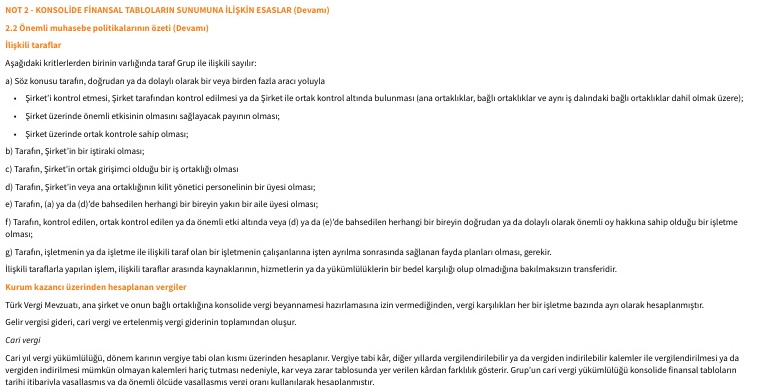 NOT 2 - KONSOLİDE FİNANSAL TABLOLARIN SUNUMUNA İLİŞKİN ESASLAR (Devamı)
2.2 Önemli muhasebe politikalarının özeti (Devamı)
İlişkili taraflar
Aşağıdaki kriterlerden birinin varlığında taraf Grup ile ilişkili sayılır:
a) Söz konusu tarafın, doğrudan ya da dolaylı olarak bir veya birden fazla aracı yoluyla
• Şirket'i kontrol etmesi, Şirket tarafından kontrol edilmesi ya da Şirket ile ortak kontrol altında bulunması (ana ortaklıklar, bağlı ortaklıklar ve aynı iş dalındaki bağlı ortaklıklar dahil olmak üzere);
• Şirket üzerinde önemli etkisinin olmasını sağlayacak payının olması;
• Şirket üzerinde ortak kontrole sahip olması;
b) Tarafın, Şirket'in bir iştiraki olması;
c) Tarafın, Şirket'in ortak girişimci olduğu bir iş ortaklığı olması
d) Tarafın, Şirket'in veya ana ortaklığının kilit yönetici personelinin bir üyesi olması;
e) Tarafın, (a) ya da (d)'de bahsedilen herhangi bir bireyin yakın bir aile üyesi olması;
f) Tarafın, kontrol edilen, ortak kontrol edilen ya da önemli etki altında veya (d) ya da (e)'de bahsedilen herhangi bir bireyin doğrudan ya da dolaylı olarak önemli oy hakkına sahip olduğu bir işletme
olması;
g) Tarafın, işletmenin ya da işletme ile ilişkili taraf olan bir işletmenin çalışanlarına işten ayrılma sonrasında sağlanan fayda planları olması, gerekir.
İlişkili taraflarla yapılan işlem, ilişkili taraflar arasında kaynaklarının, hizmetlerin ya da yükümlülüklerin bir bedel karşılığı olup olmadığına bakılmaksızın transferidir.
Kurum kazancı üzerinden hesaplanan vergiler
Türk Vergi Mevzuatı, ana şirket ve onun bağlı ortaklığına konsolide vergi beyannamesi hazırlamasına izin vermediğinden, vergi karşılıkları her bir işletme bazında ayrı olarak hesaplanmıştır.
Gelir vergisi gideri, cari vergi ve ertelenmiş vergi giderinin toplamından oluşur.
Cari vergi
Cari yıl vergi yükümlülüğü, dönem karının vergiye tabi olan kısmı üzerinden hesaplanır. Vergiye tabi kâr, diğer yıllarda vergilendirilebilir ya da vergiden indirilebilir kalemler ile vergilendirilmesi ya da
vergiden indirilmesi mümkün olmayan kalemleri hariç tutması nedeniyle, kar veya zarar tablosunda yer verilen kârdan farklılık gösterir. Grup'un cari vergi yükümlülüğü konsolide finansal tabloların
tarihi itibarıyla yasallaşmış ya da önemli ölçüde yasallaşmış vergi oranı kullanılarak hesaplanmıştır.